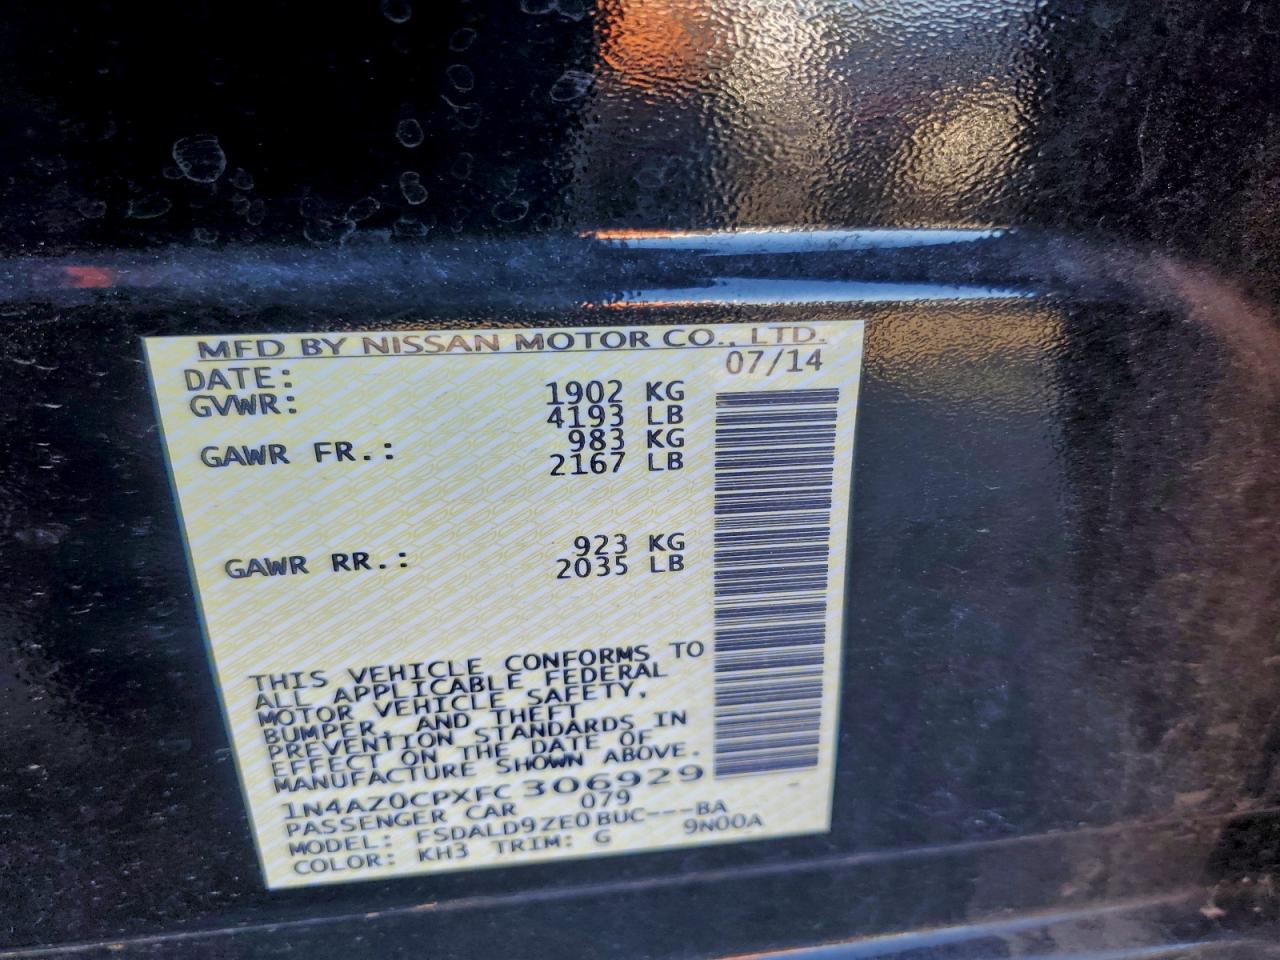 MFD BY NISSAN MOTOR CO., LTD.
DATE: 07/14
GVWR: 1902 KG
4193 LB
GAWR FR.: 983 KG
2167 LB
GAWR RR.: 923 KG
2035 LB
THIS VEHICLE CONFORMS TO
ALL APPLICABLE FEDERAL
MOTOR VEHICLE SAFETY,
BUMPER, AND THEFT
PREVENTION STANDARDS IN
EFFECT ON THE DATE OF
MANUFACTURE SHOWN ABOVE.
1N4AZ0CPXFC306929
PASSENGER CAR 079
MODEL: FSDALD9ZE0BUC---BA
COLOR: KH3 TRIM: G 9N00A